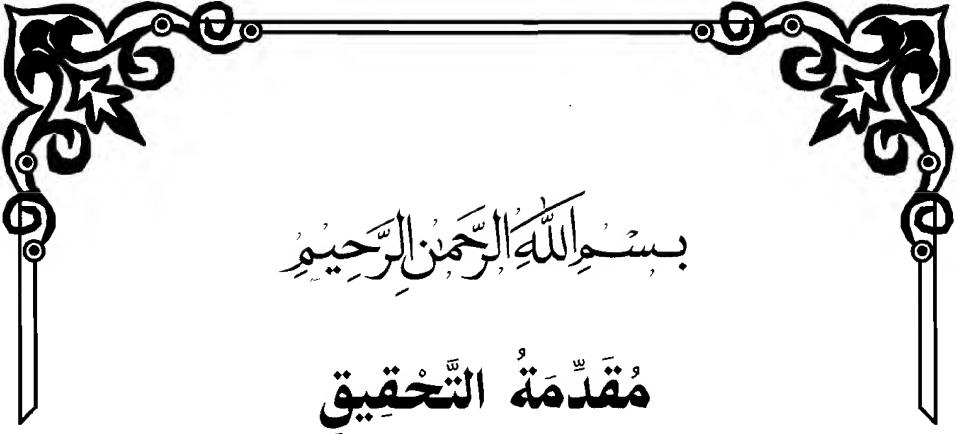 بِسْمِ اللَّهِ الرَّحْمَٰنِ الرَّحِيمِ
مُقَدِّمَةُ التَّحْقِيقِ